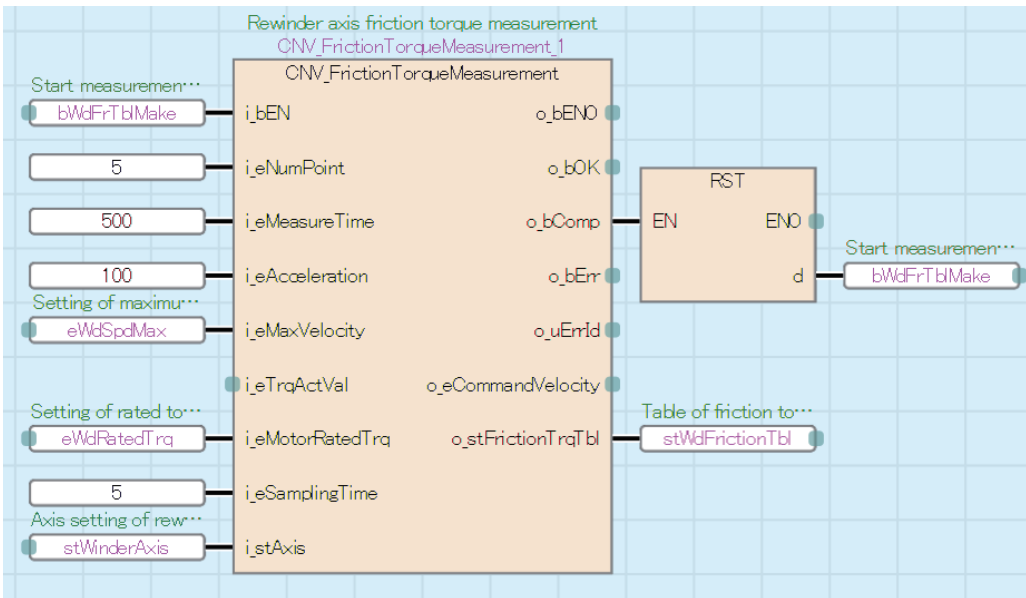 Rewinder axis friction torque measurement
CNV_FrictionTorqueMeasurement_1
CNV_FrictionTorqueMeasurement
Start measuremen…
bWdFrTblMake i_bEN o_bENO
5 i_eNumPoint o_bOK
RST
500 i_eMeasureTime o_bComp EN ENO
Start measuremen…
100 i_eAcceleration o_bErr d bWdFrTblMake
Setting of maximu…
eWdSpdMax i_eMaxVelocity o_uErrId
i_eTrqActVal o_eCommandVelocity
Setting of rated to… Table of friction to…
eWdRatedTrq i_eMotorRatedTrq o_stFrictionTrqTbl stWdFrictionTbl
5 i_eSamplingTime
Axis setting of rew…
stWinderAxis i_stAxis